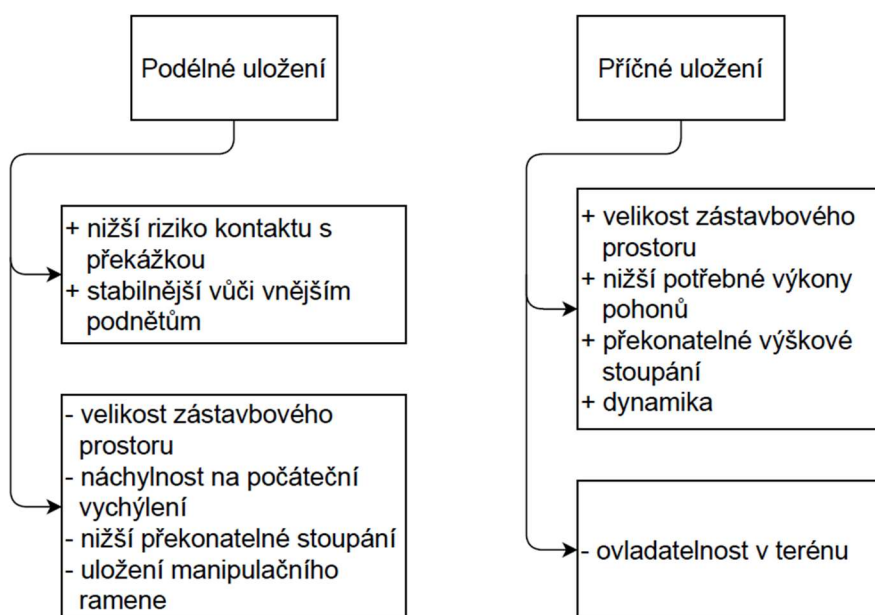 Podélné uložení
+ nižší riziko kontaktu s
překážkou
+ stabilnější vůči vnějším
podnětům
- velikost zástavbového
prostoru
- náchylnost na počáteční
vychýlení
- nižší překonatelné stoupání
- uložení manipulačního
ramene
Příčné uložení
+ velikost zástavbového
prostoru
+ nižší potřebné výkony
pohonů
+ překonatelné výškové
stoupání
+ dynamika
- ovladatelnost v terénu